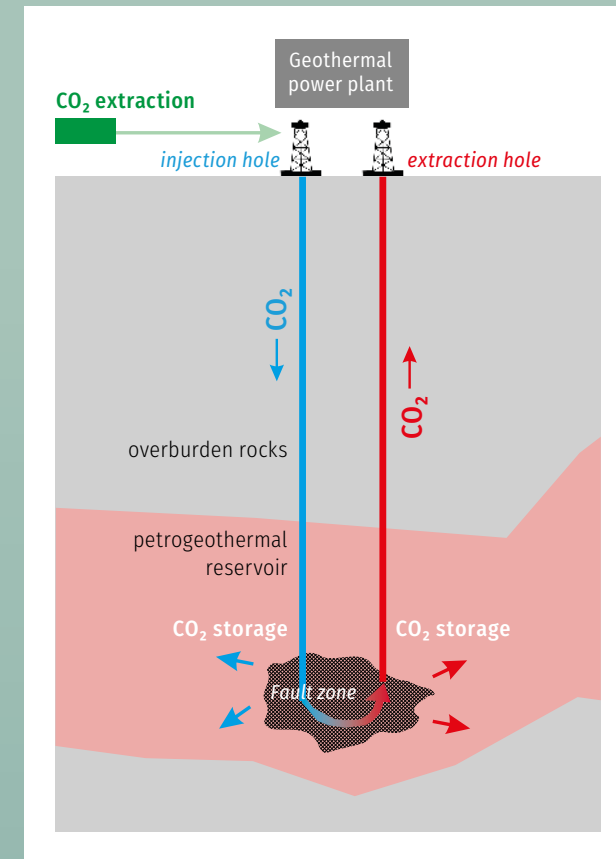 Geothermal
power plant
CO₂ extraction
injection hole
extraction hole
CO₂
CO₂
overburden rocks
petrogeothermal
reservoir
CO₂ storage
CO₂ storage
Fault zone